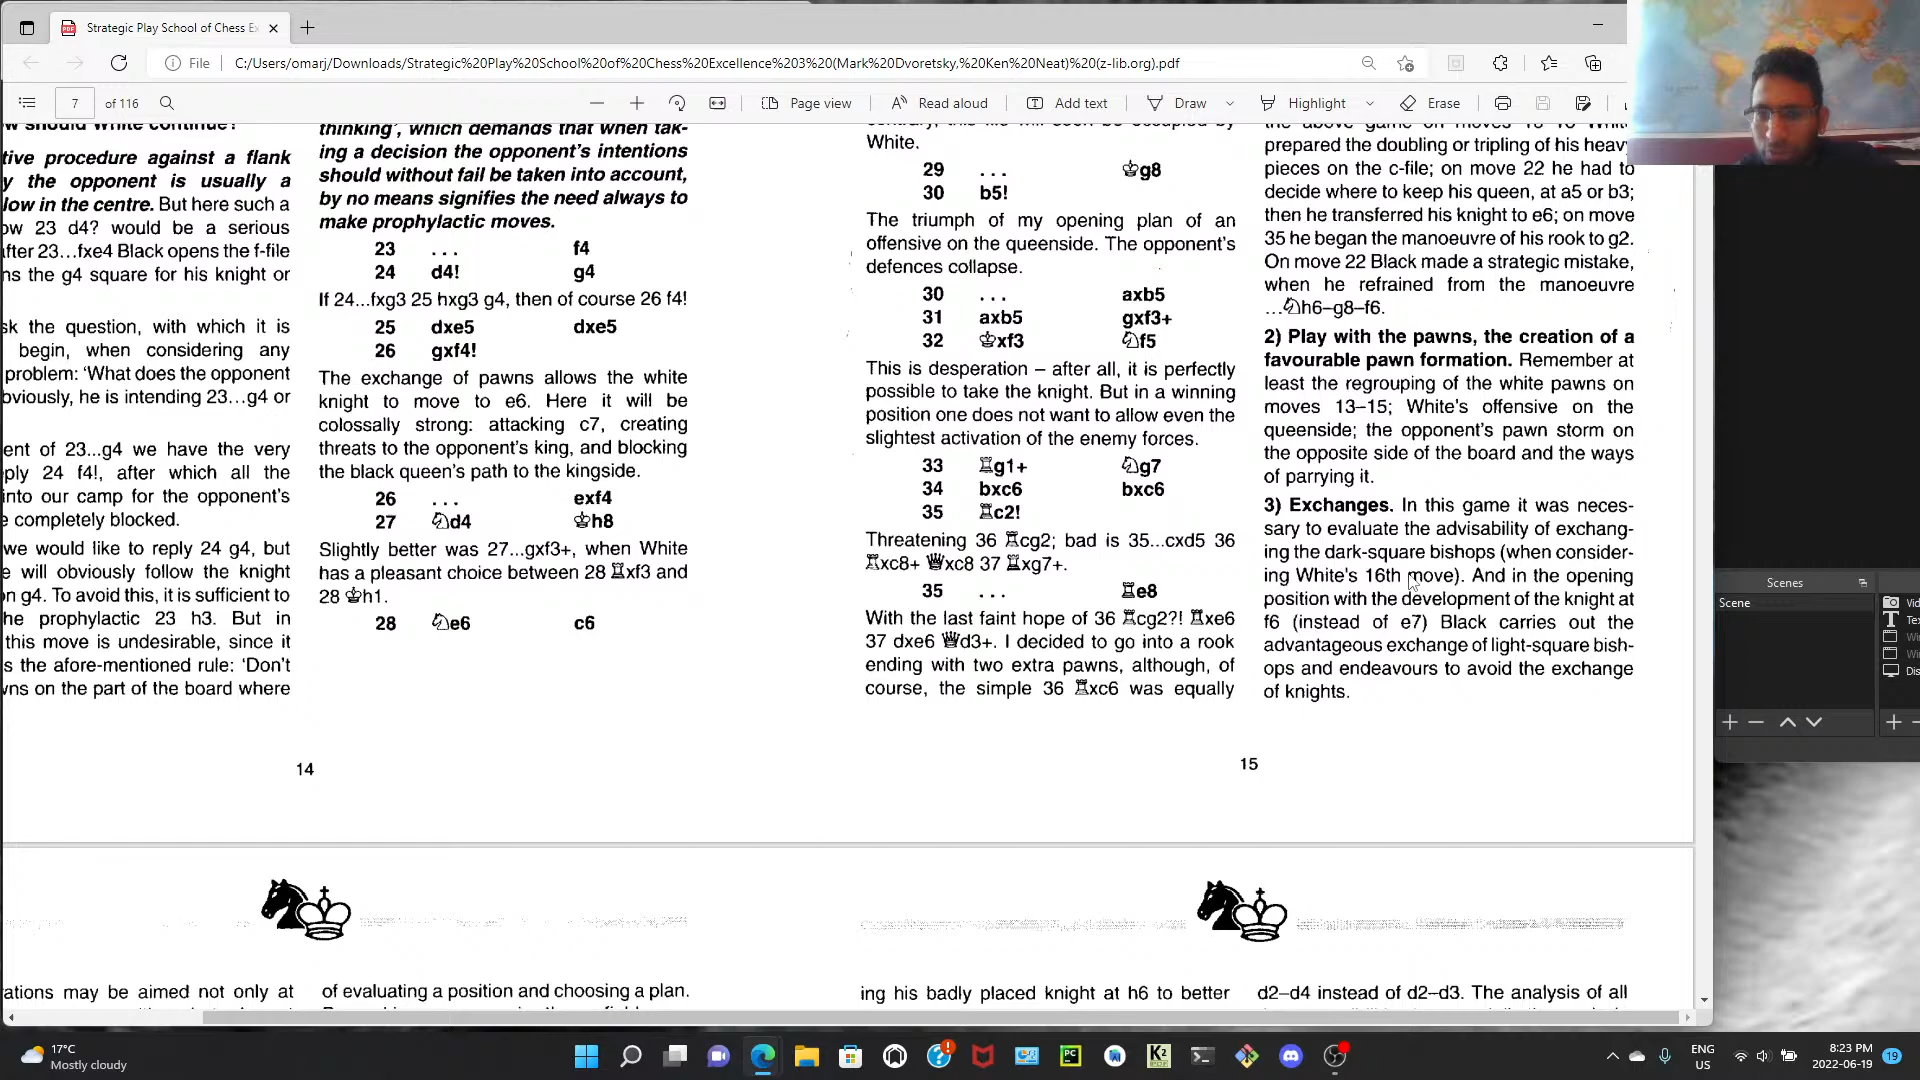 Strategic Play School of Chess Ex
File
C:/Users/omarj/Downloads/Strategic%20Play%20School%20of%20Chess%20Excellence%203%20(Mark%20Dvoretsky,%20Ken%20Neat)%20(z-lib.org).pdf
7 of 116
Page view
Read aloud
Add text
Draw
Highlight
Erase
ow should White continue?
tive procedure against a flank
y the opponent is usually a
low in the centre. But here such a
ow 23 d4? would be a serious
fter 23...fxe4 Black opens the f-file
ns the g4 square for his knight or
sk the question, with which it is
begin, when considering any
problem: 'What does the opponent
bviously, he is intending 23...g4 or
ent of 23...g4 we have the very
eply 24 f4!, after which all the
into our camp for the opponent's
e completely blocked.
we would like to reply 24 g4, but
e will obviously follow the knight
n g4. To avoid this, it is sufficient to
he prophylactic 23 h3. But in
this move is undesirable, since it
s the afore-mentioned rule: 'Don't
wns on the part of the board where
thinking', which demands that when tak-
ing a decision the opponent's intentions
should without fail be taken into account,
by no means signifies the need always to
make prophylactic moves.
23 ... f4
24 d4! g4
If 24...fxg3 25 hxg3 g4, then of course 26 f4!
25 dxe5 dxe5
26 gxf4!
The exchange of pawns allows the white
knight to move to e6. Here it will be
colossally strong: attacking c7, creating
threats to the opponent's king, and blocking
the black queen's path to the kingside.
26 ... exf4
27 ♘d4 ♔h8
Slightly better was 27...gxf3+, when White
has a pleasant choice between 28 ♖xf3 and
28 ♔h1.
28 ♘e6 c6
14
White.
29 ... ♔g8
30 b5!
The triumph of my opening plan of an
offensive on the queenside. The opponent's
defences collapse.
30 ... axb5
31 axb5 gxf3+
32 ♔xf3 ♘f5
This is desperation – after all, it is perfectly
possible to take the knight. But in a winning
position one does not want to allow even the
slightest activation of the enemy forces.
33 ♖g1+ ♘g7
34 bxc6 bxc6
35 ♖c2!
Threatening 36 ♖cg2; bad is 35...cxd5 36
♖xc8+ ♕xc8 37 ♖xg7+.
35 ... ♖e8
With the last faint hope of 36 ♖cg2?! ♖xe6
37 dxe6 ♕d3+. I decided to go into a rook
ending with two extra pawns, although, of
course, the simple 36 ♖xc6 was equally
prepared the doubling or tripling of his heavy
pieces on the c-file; on move 22 he had to
decide where to keep his queen, at a5 or b3;
then he transferred his knight to e6; on move
35 he began the manoeuvre of his rook to g2.
On move 22 Black made a strategic mistake,
when he refrained from the manoeuvre
...♘h6–g8–f6.
2) Play with the pawns, the creation of a
favourable pawn formation. Remember at
least the regrouping of the white pawns on
moves 13–15; White's offensive on the
queenside; the opponent's pawn storm on
the opposite side of the board and the ways
of parrying it.
3) Exchanges. In this game it was neces-
sary to evaluate the advisability of exchang-
ing the dark-square bishops (when consider-
ing White's 16th move). And in the opening
position with the development of the knight at
f6 (instead of e7) Black carries out the
advantageous exchange of light-square bish-
ops and endeavours to avoid the exchange
of knights.
15
rations may be aimed not only at
of evaluating a position and choosing a plan.
ing his badly placed knight at h6 to better
d2–d4 instead of d2–d3. The analysis of all
Scenes
Scene
17°C
Mostly cloudy
ENG
US
8:23 PM
2022-06-19
19